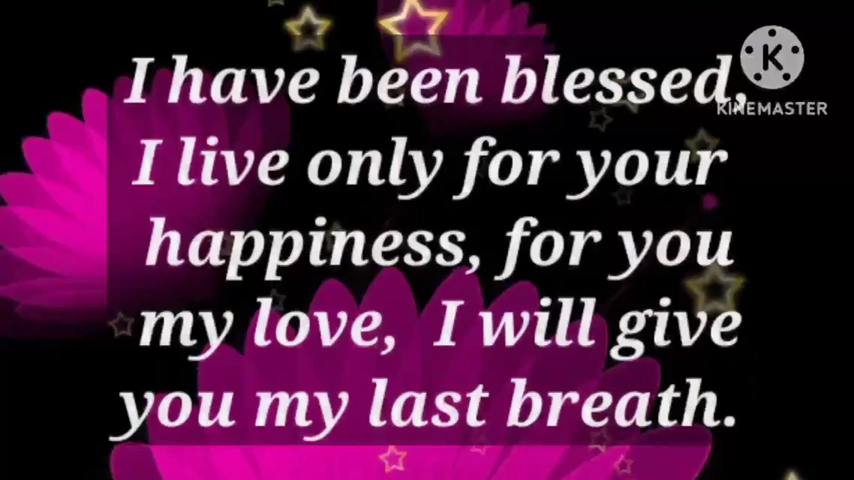 I have been blessed,
KINEMASTER
I live only for your
happiness, for you
my love, I will give
you my last breath.